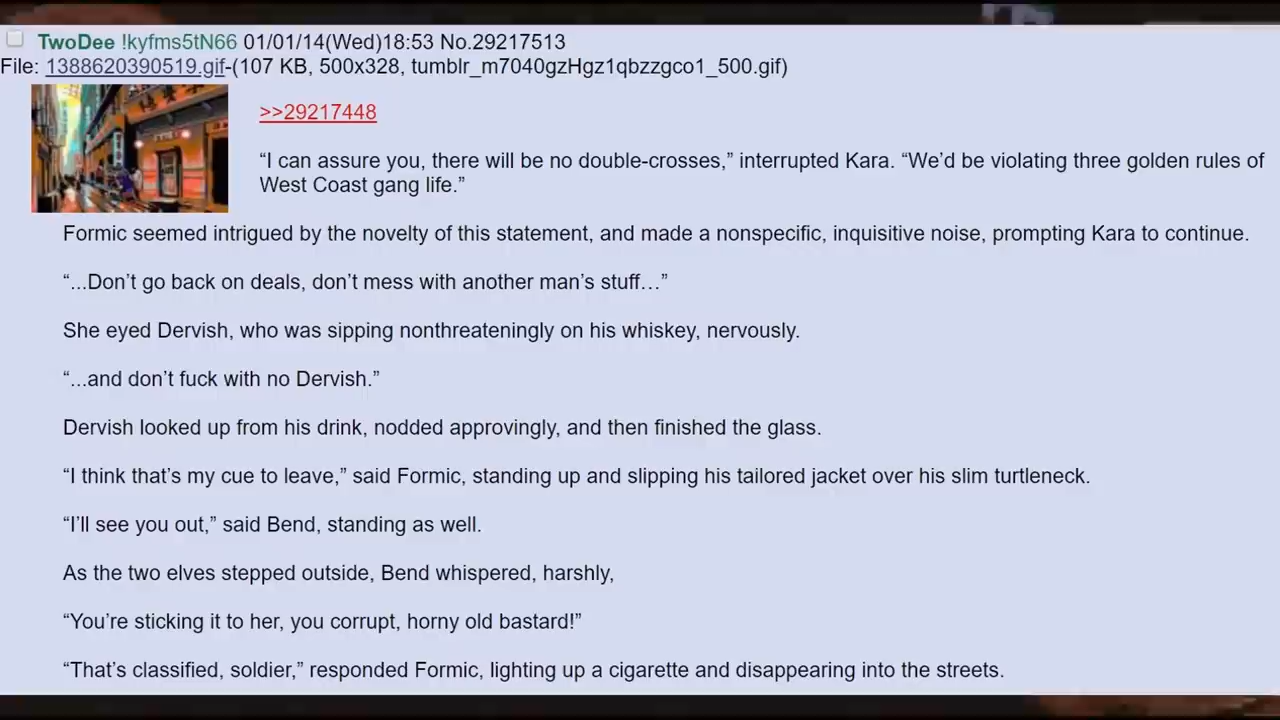 TwoDee !kyfms5tN66 01/01/14(Wed)18:53 No.29217513
File: 1388620390519.gif-(107 KB, 500x328, tumblr_m7040gzHgz1qbzzgco1_500.gif)
>>29217448
“I can assure you, there will be no double-crosses,” interrupted Kara. “We’d be violating three golden rules of
West Coast gang life.”
Formic seemed intrigued by the novelty of this statement, and made a nonspecific, inquisitive noise, prompting Kara to continue.
“...Don’t go back on deals, don’t mess with another man’s stuff…”
She eyed Dervish, who was sipping nonthreateningly on his whiskey, nervously.
“...and don’t fuck with no Dervish.”
Dervish looked up from his drink, nodded approvingly, and then finished the glass.
“I think that’s my cue to leave,” said Formic, standing up and slipping his tailored jacket over his slim turtleneck.
“I’ll see you out,” said Bend, standing as well.
As the two elves stepped outside, Bend whispered, harshly,
“You’re sticking it to her, you corrupt, horny old bastard!”
“That’s classified, soldier,” responded Formic, lighting up a cigarette and disappearing into the streets.